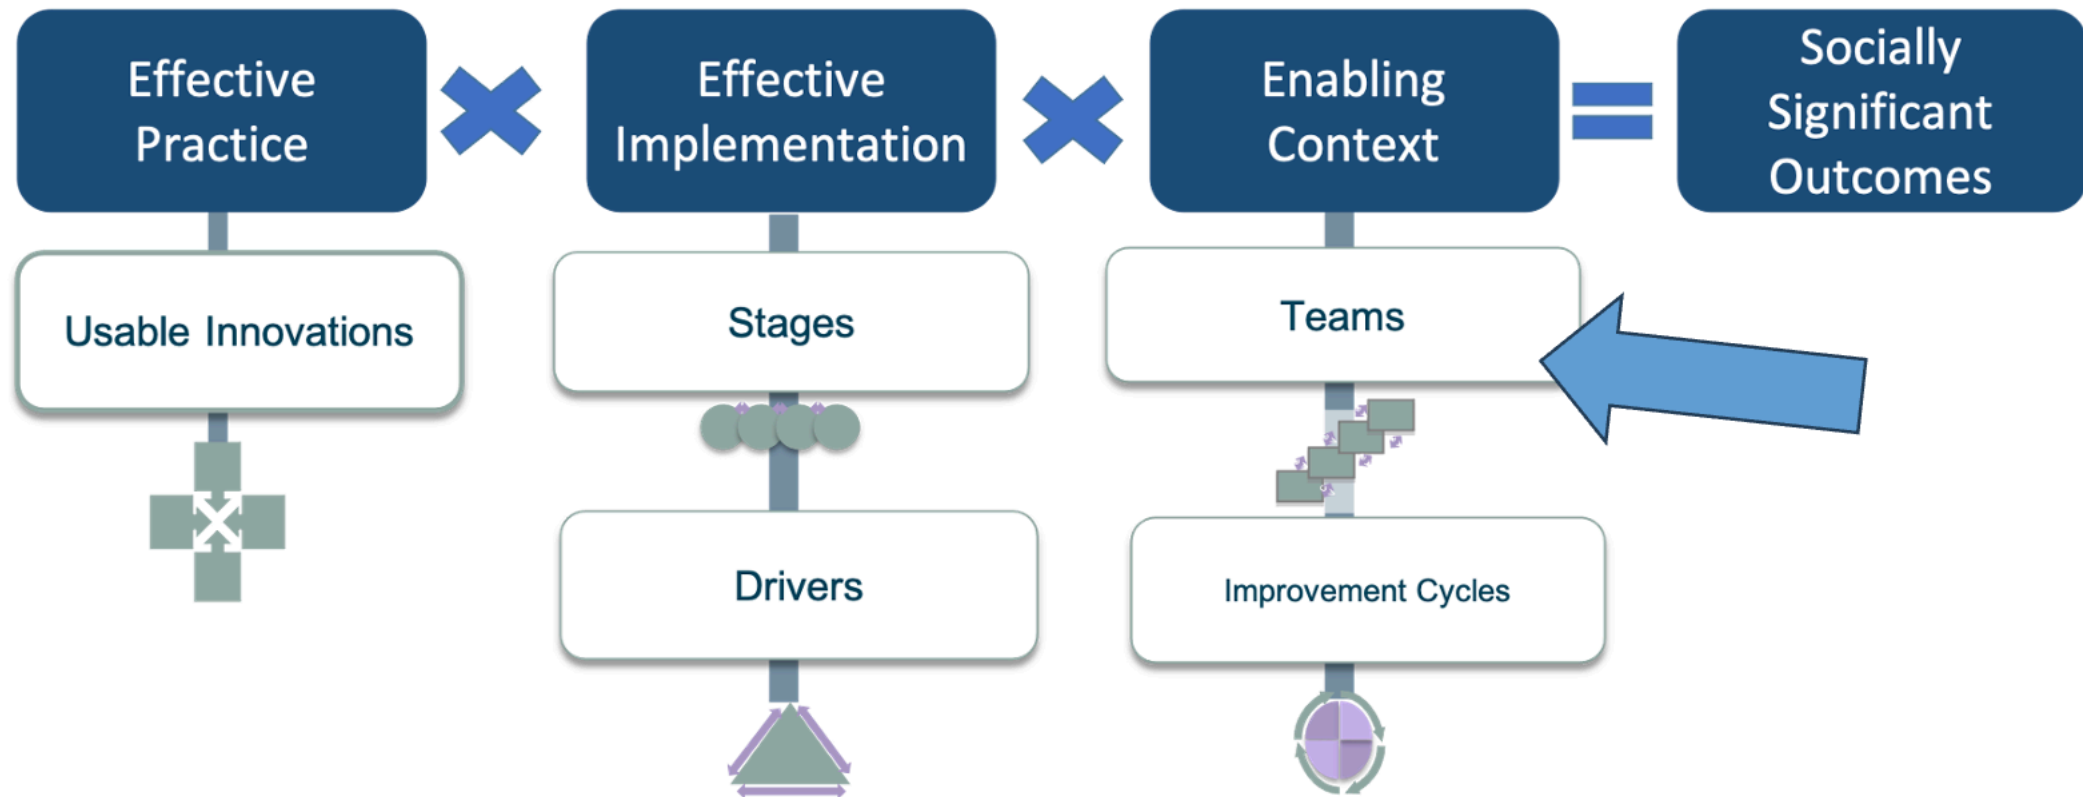 Effective
Practice
Effective
Implementation
Enabling
Context
Socially
Significant
Outcomes
Usable Innovations
Stages
Teams
Drivers
Improvement Cycles